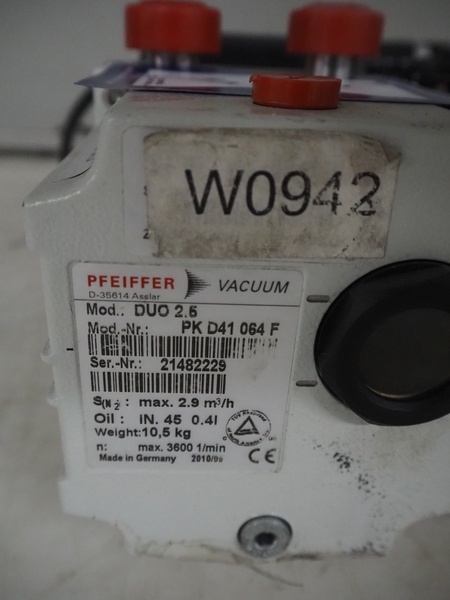 W0942
PFEIFFER VACUUM
D-35614 Asslar
Mod.: DUO 2.5
Mod.-Nr.: PK D41 064 F
Ser.-Nr.: 21482229
S(N2): max. 2.9 m³/h
Oil: IN. 45 0.4l
Weight: 10,5 kg
n: max. 3600 1/min
Made in Germany 2010/
CE